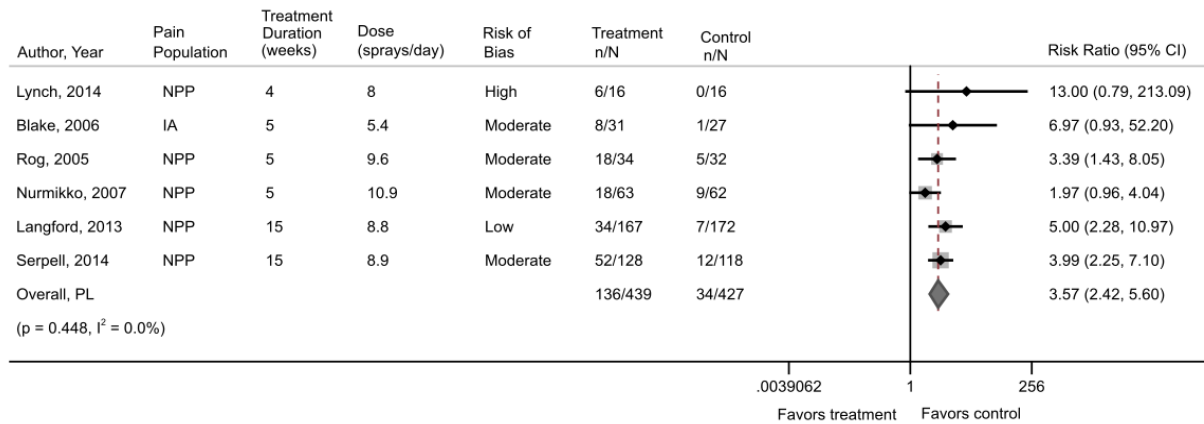 Author, Year Pain Population Treatment Duration (weeks) Dose (sprays/day) Risk of Bias Treatment n/N Control n/N Risk Ratio (95% CI)
Lynch, 2014 NPP 4 8 High 6/16 0/16 13.00 (0.79, 213.09)
Blake, 2006 IA 5 5.4 Moderate 8/31 1/27 6.97 (0.93, 52.20)
Rog, 2005 NPP 5 9.6 Moderate 18/34 5/32 3.39 (1.43, 8.05)
Nurmikko, 2007 NPP 5 10.9 Moderate 18/63 9/62 1.97 (0.96, 4.04)
Langford, 2013 NPP 15 8.8 Low 34/167 7/172 5.00 (2.28, 10.97)
Serpell, 2014 NPP 15 8.9 Moderate 52/128 12/118 3.99 (2.25, 7.10)
Overall, PL 136/439 34/427 3.57 (2.42, 5.60)
(p = 0.448, I² = 0.0%)
.0039062 1 256
Favors treatment Favors control